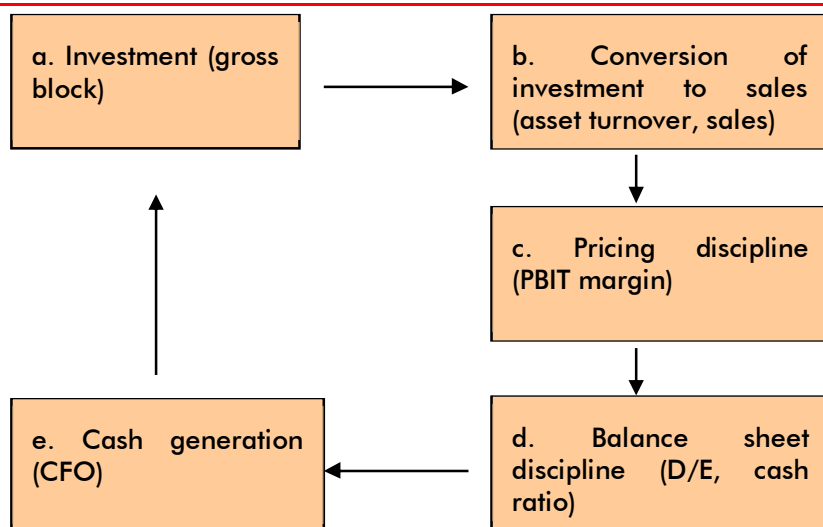 a. Investment (gross
block)
b. Conversion of
investment to sales
(asset turnover, sales)
c. Pricing discipline
(PBIT margin)
d. Balance sheet
discipline (D/E, cash
ratio)
e. Cash generation
(CFO)